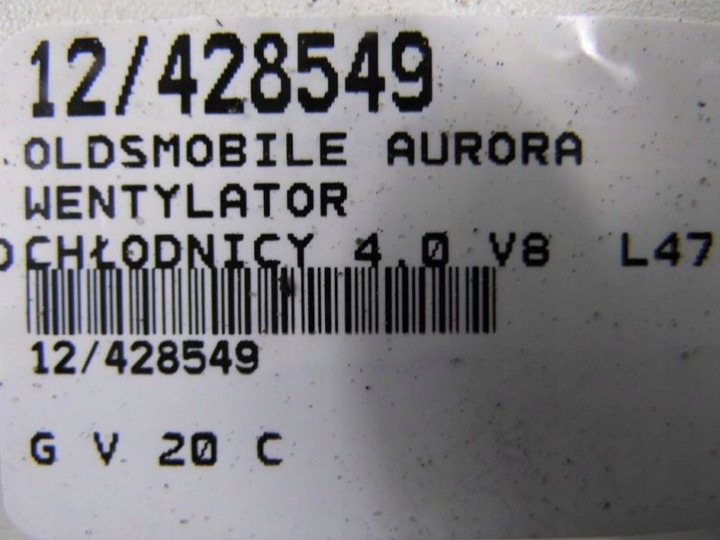 12/428549
OLDSMOBILE AURORA
WENTYLATOR
CHŁODNICY 4.0 V8 L47
12/428549
G V 20 C